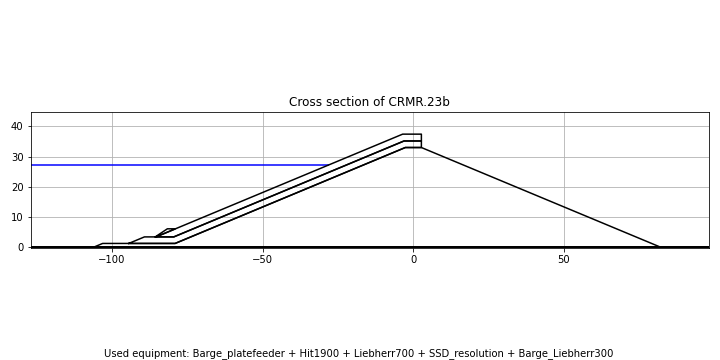 Cross section of CRMR.23b
40
30
20
10
0
−100 −50 0 50
Used equipment: Barge_platefeeder + Hit1900 + Liebherr700 + SSD_resolution + Barge_Liebherr300